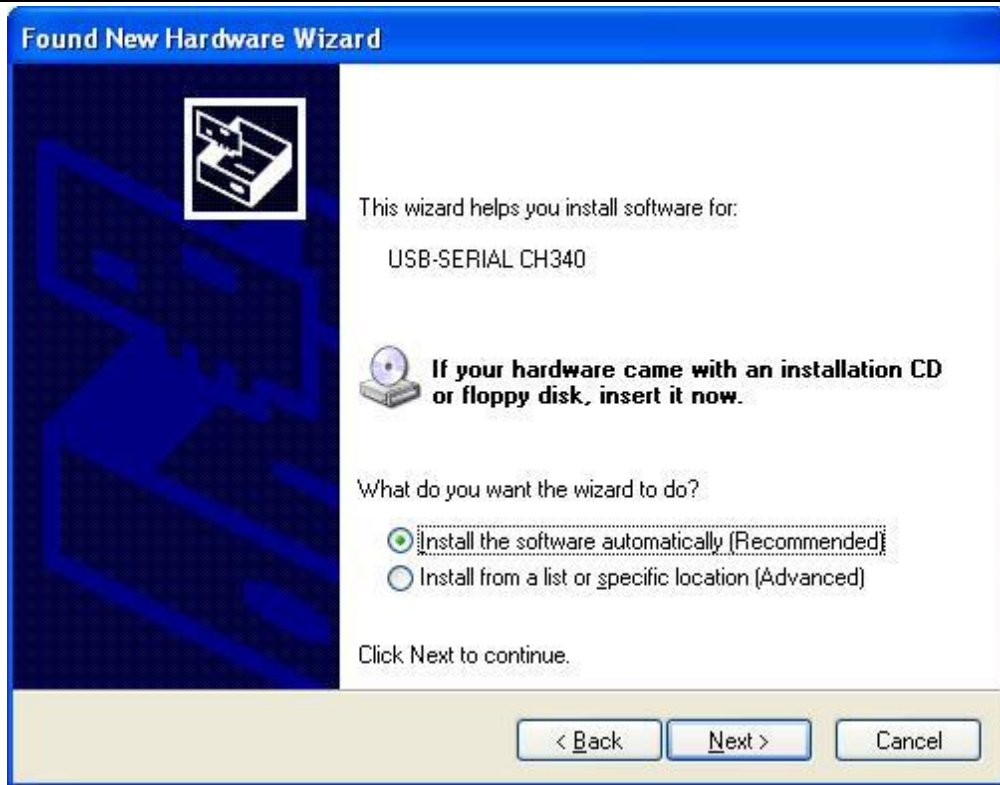 Found New Hardware Wizard
This wizard helps you install software for:
USB-SERIAL CH340
If your hardware came with an installation CD
or floppy disk, insert it now.
What do you want the wizard to do?
Install the software automatically (Recommended)
Install from a list or specific location (Advanced)
Click Next to continue.
< Back Next > Cancel